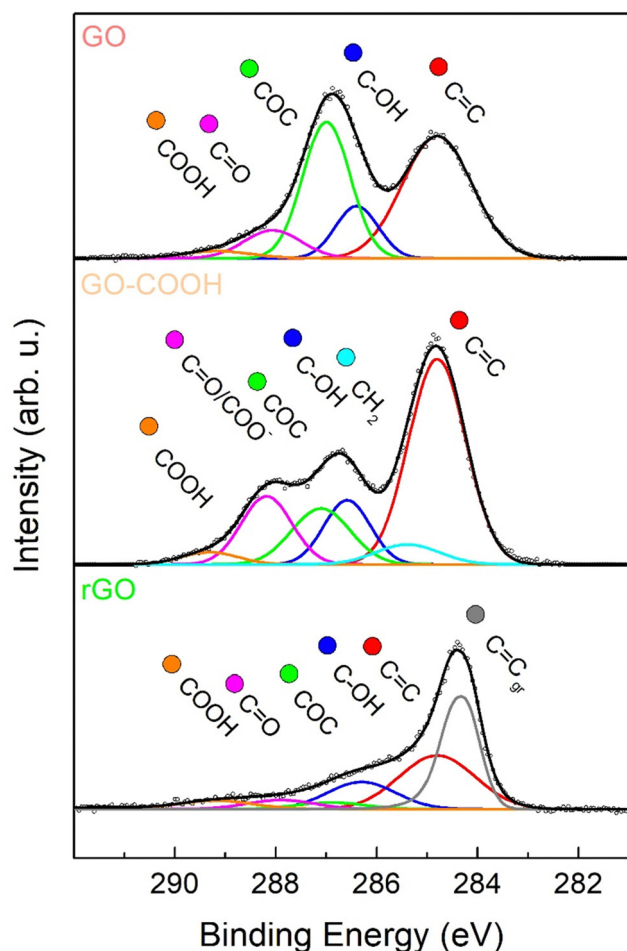 GO
COOH
C=O
COC
C-OH
C=C
GO-COOH
COOH
C=O/COO-
COC
C-OH
CH2
C=C
rGO
COOH
C=O
COC
C-OH
C=C
C=Cgr
Intensity (arb. u.)
290 288 286 284 282
Binding Energy (eV)